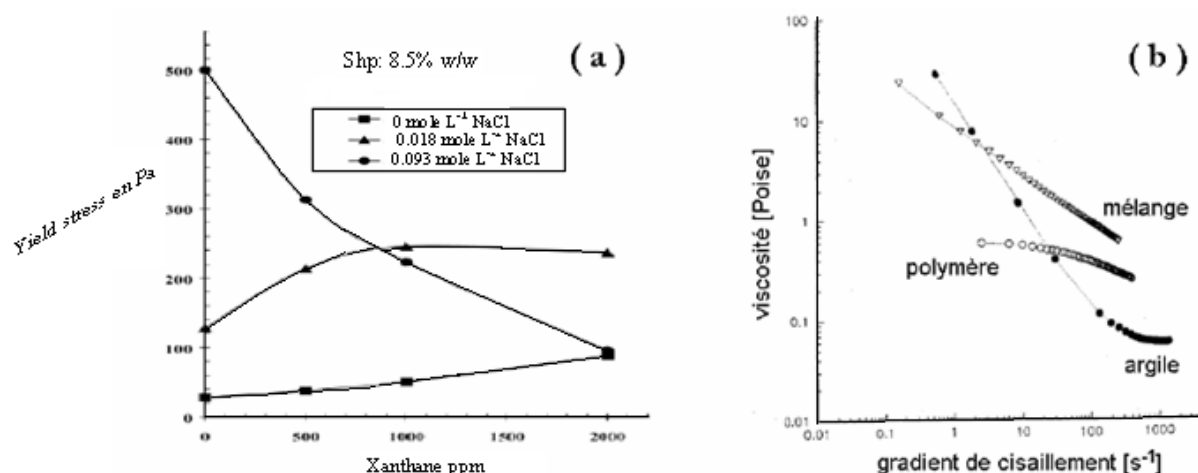 ( a )
Shp: 8.5% w/w
0 mole L⁻¹ NaCl
0.018 mole L⁻¹ NaCl
0.093 mole L⁻¹ NaCl
Yield stress en Pa
500
400
300
200
100
0
0
500
1000
1500
2000
Xanthane ppm
( b )
viscosité [Poise]
100
10
1
0.1
0.01
mélange
polymère
argile
0.01
0.1
1
10
100
1000
gradient de cisaillement [s⁻¹]